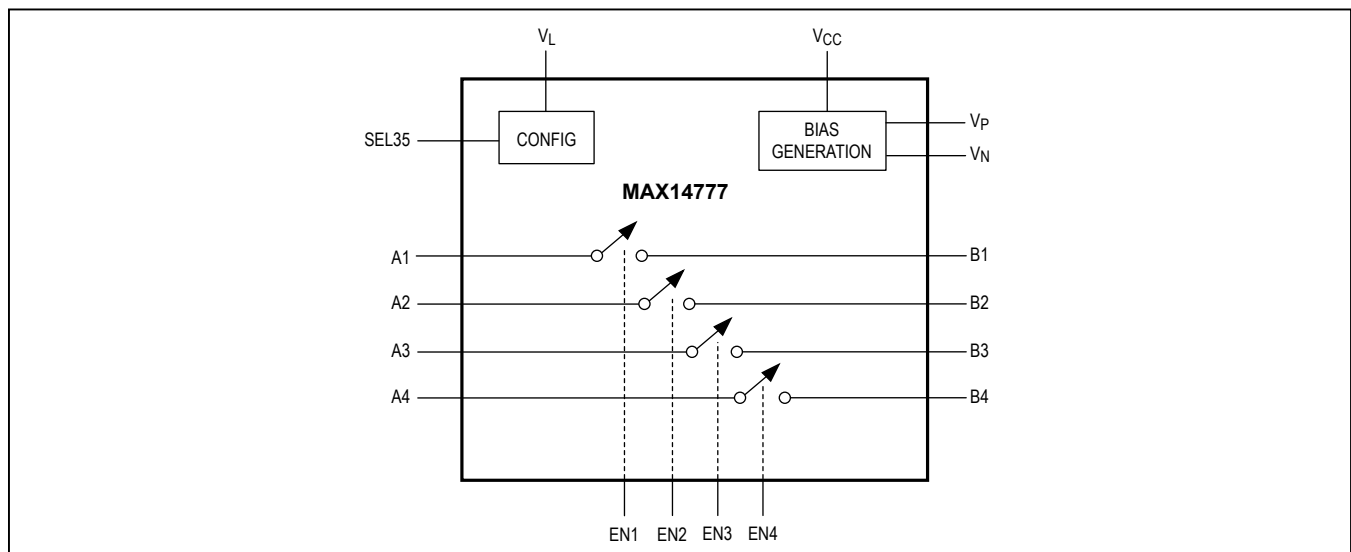 VL
VCC
SEL35
CONFIG
BIAS
GENERATION
VP
VN
MAX14777
A1
B1
A2
B2
A3
B3
A4
B4
EN1
EN2
EN3
EN4